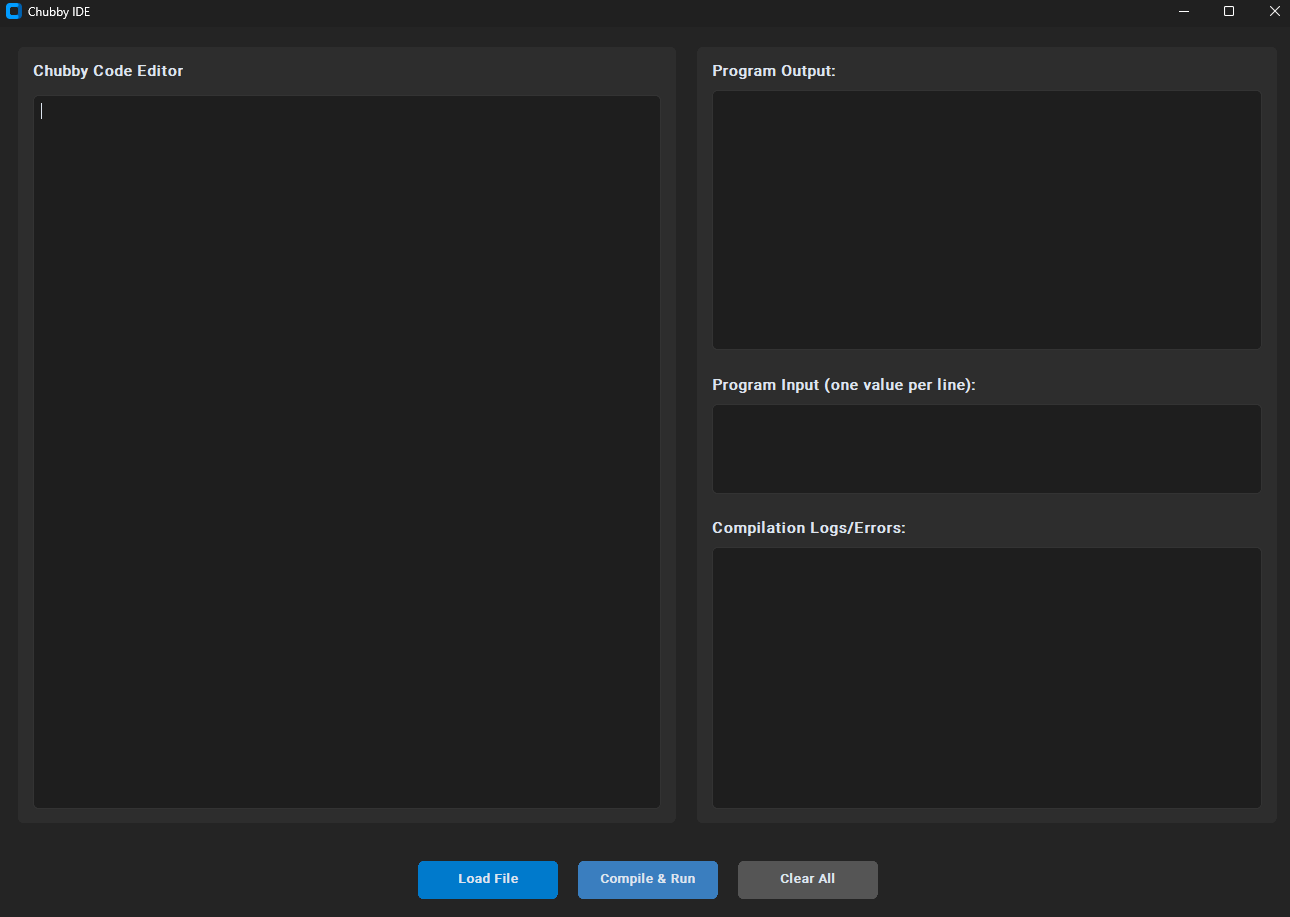 Chubby IDE
Chubby Code Editor
Program Output:
Program Input (one value per line):
Compilation Logs/Errors:
Load File
Compile & Run
Clear All